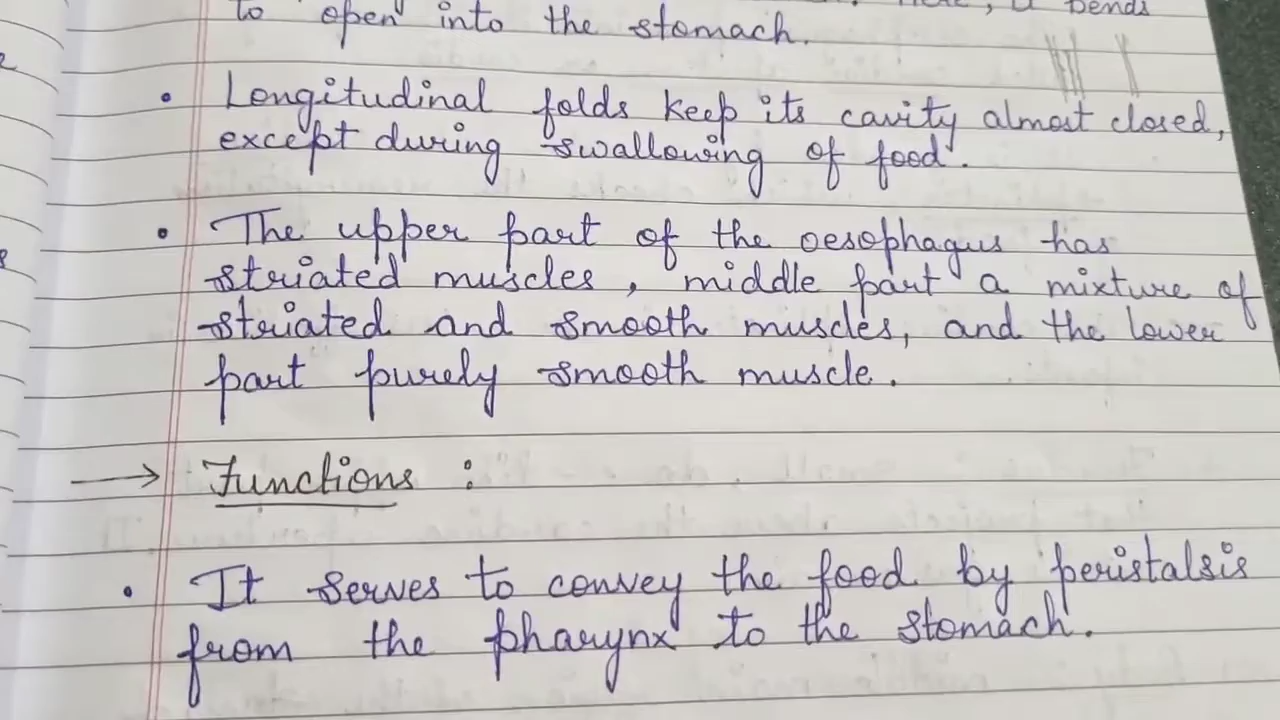 bends
to open into the stomach.
• Longitudinal folds keep its cavity almost closed,
except during swallowing of food.
• The upper part of the oesophagus has
striated muscles, middle part a mixture of
striated and smooth muscles, and the lower
part purely smooth muscle.
→ Functions :
• It serves to convey the food by peristalsis
from the pharynx to the stomach.